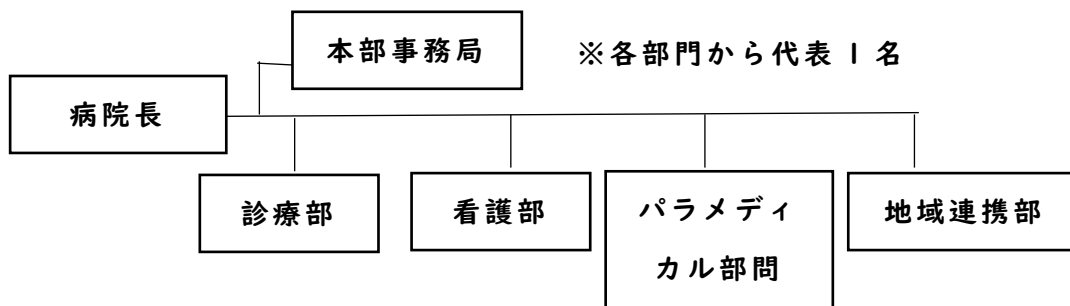 本部事務局
※各部門から代表1名
病院長
診療部
看護部
パラメディ
カル部問
地域連携部